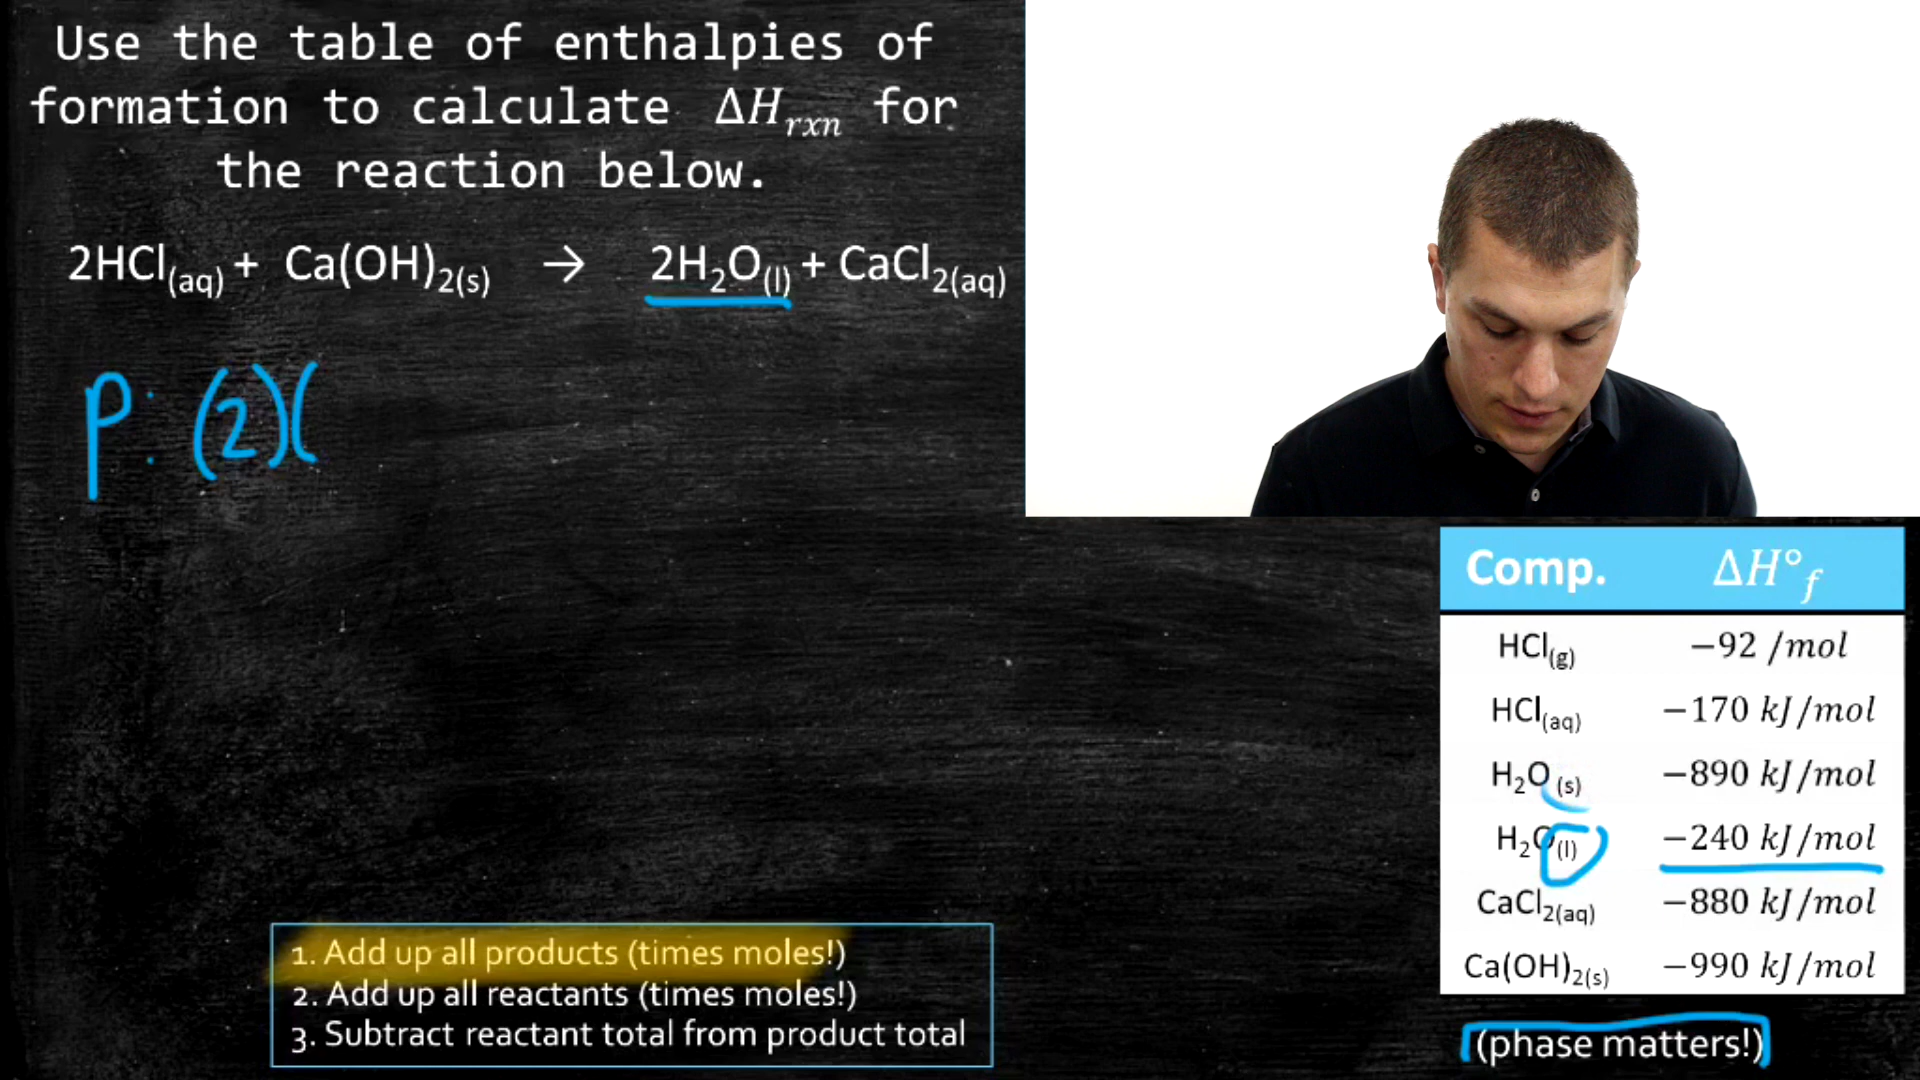 Use the table of enthalpies of
formation to calculate ΔHrxn for
the reaction below.
2HCl(aq) + Ca(OH)2(s) → 2H2O(l) + CaCl2(aq)
P: (2)(
Comp. ΔH°f
HCl(g) −92 /mol
HCl(aq) −170 kJ/mol
H2O (s) −890 kJ/mol
H2O(l) −240 kJ/mol
CaCl2(aq) −880 kJ/mol
Ca(OH)2(s) −990 kJ/mol
(phase matters!)
1. Add up all products (times moles!)
2. Add up all reactants (times moles!)
3. Subtract reactant total from product total